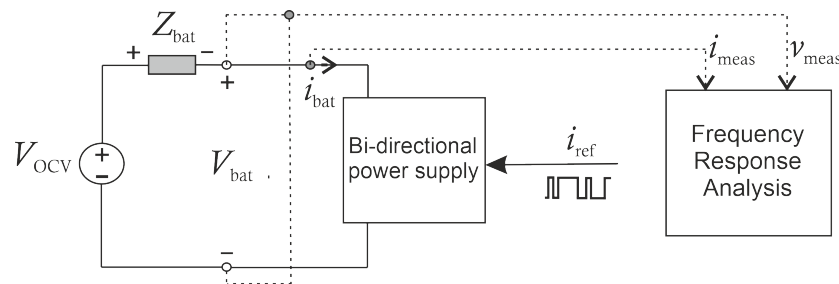 Z_bat
+ −
+
i_bat
i_meas
v_meas
V_OCV
+
-
V_bat
Bi-directional
power supply
i_ref
Frequency
Response
Analysis
−